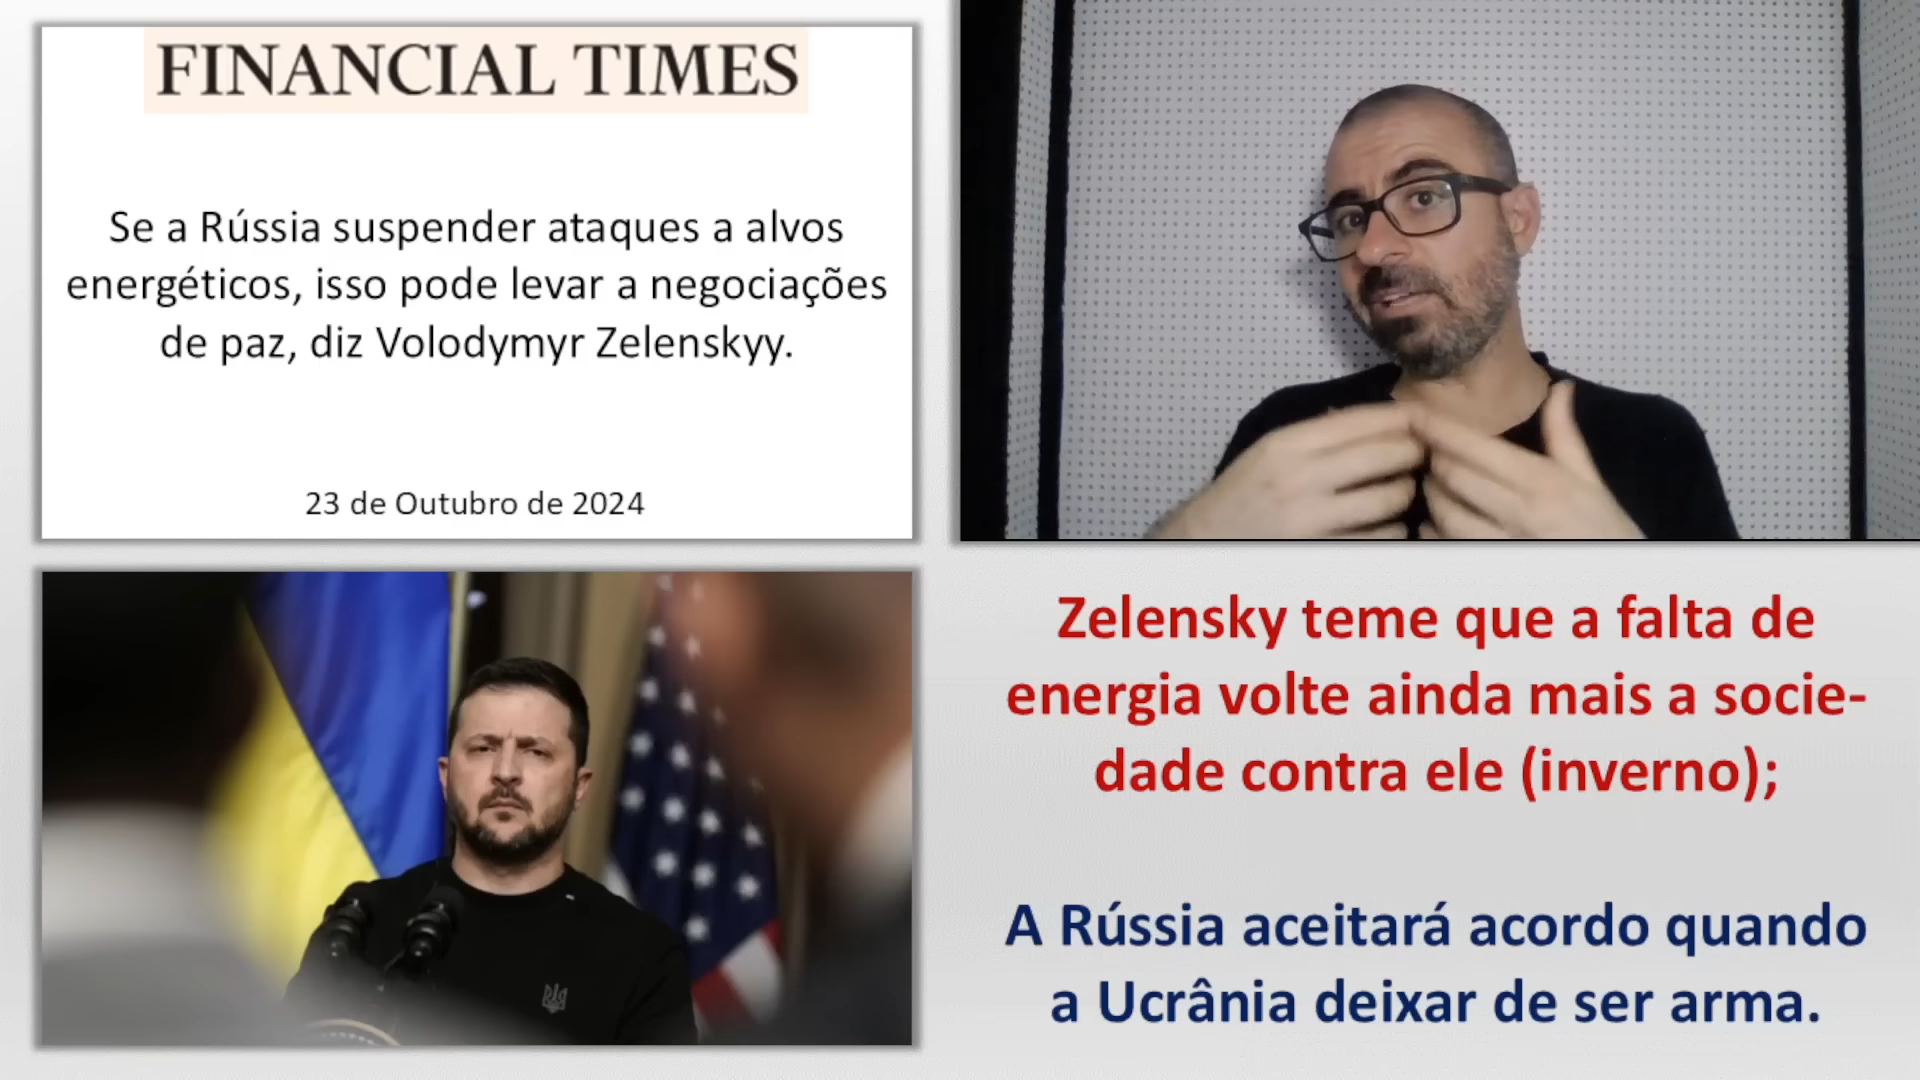 FINANCIAL TIMES
Se a Rússia suspender ataques a alvos
energéticos, isso pode levar a negociações
de paz, diz Volodymyr Zelenskyy.
23 de Outubro de 2024
Zelensky teme que a falta de
energia volte ainda mais a socie-
dade contra ele (inverno);
A Rússia aceitará acordo quando
a Ucrânia deixar de ser arma.